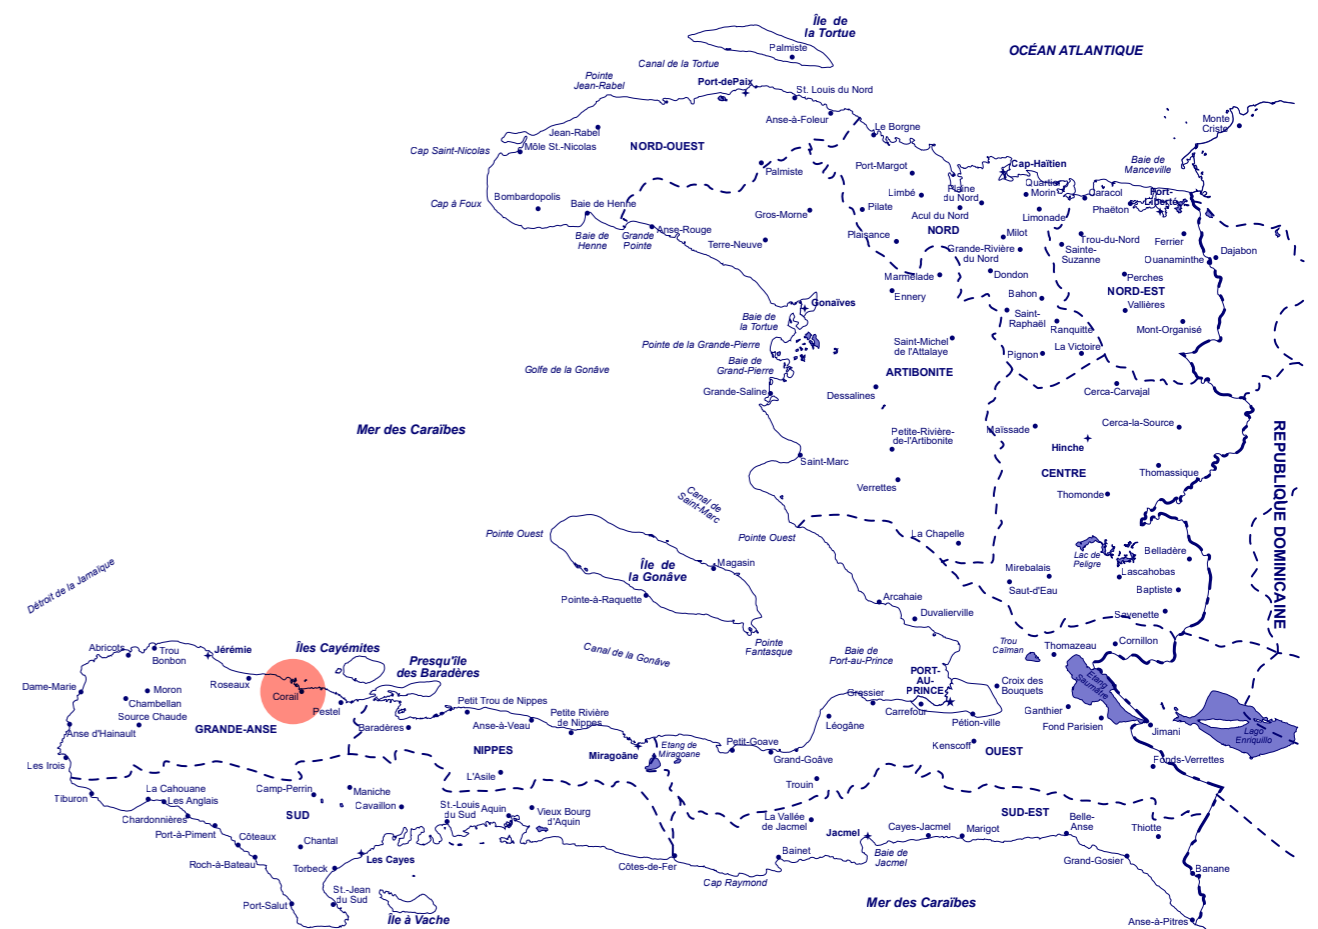 Île de
la Tortue
Palmiste
OCÉAN ATLANTIQUE
Canal de la Tortue
Pointe
Jean-Rabel
Port-dePaix
St. Louis du Nord
Anse-à-Foleur
Le Borgne
Monte
Criste
Jean-Rabel
Cap Saint-Nicolas
Môle St.-Nicolas
NORD-OUEST
Palmiste
Port-Margot
Cap-Haïtien
Baie de
Manceville
Quartier
Morin
Caracol
Fort-
Liberté
Bombardopolis
Cap à Foux
Baie de Henne
Limbé
Plaine
du Nord
Phaëton
Gros-Morne
Pilate
Acul du Nord
Limonade
Baie de
Henne
Grande
Pointe
Anse-Rouge
Terre-Neuve
Plaisance
NORD
Milot
Trou-du-Nord
Ferrier
Grande-Rivière
du Nord
Sainte-
Suzanne
Ouanaminthe
Dajabon
Marmelade
Dondon
Perches
Ennery
Bahon
NORD-EST
Gonaïves
Vallières
Baie de
la Tortue
Saint-
Raphaël
Ranquitte
Mont-Organisé
Pointe de la Grande-Pierre
Saint-Michel
de l'Attalaye
Pignon
La Victoire
Baie de
Grand-Pierre
Golfe de la Gonâve
ARTIBONITE
Grande-Saline
Dessalines
Cerca-Carvajal
Mer des Caraïbes
Petite-Rivière-
de-l'Artibonite
Maïssade
Cerca-la-Source
Hinche
REPUBLIQUE DOMINICAINE
Saint-Marc
CENTRE
Thomassique
Verrettes
Thomonde
Canal de
Saint-Marc
Pointe Ouest
Pointe Ouest
La Chapelle
Lac de
Peligre
Belladère
Île de
la Gonâve
Magasin
Mirebalais
Lascahobas
Saut-d'Eau
Baptiste
Détroit de la Jamaïque
Pointe-à-Raquette
Arcahaie
Duvalierville
Savenette
Pointe
Fantasque
Canal de la Gonâve
Baie de
Port-au-Prince
Trou
Caïman
Thomazeau
Cornillon
Abricots
Trou
Bonbon
Jérémie
Îles Cayémites
Presqu'île
des Baradères
PORT-
AU-
PRINCE
Croix des
Bouquets
Etang
Saumâtre
Dame-Marie
Moron
Chambellan
Roseaux
Corail
Pestel
Petit Trou de Nippes
Gressier
Carrefour
Ganthier
Source Chaude
Anse d'Hainault
GRANDE-ANSE
Baradères
Anse-à-Veau
Petite Rivière
de Nippes
Léogâne
Pétion-ville
Fond Parisien
Jimani
Lago
Enriquillo
NIPPES
Miragoâne
Etang de
Miragoane
Petit-Goave
Grand-Goâve
Kenscoff
OUEST
Fonds-Verrettes
Les Irois
L'Asile
Trouin
Tiburon
La Cahouane
Les Anglais
Camp-Perrin
Maniche
Cavaillon
St.-Louis
du Sud
Aquin
Vieux Bourg
d'Aquin
La Vallée
de Jacmel
SUD-EST
Chardonnières
SUD
Port-à-Piment
Côteaux
Chantal
Jacmel
Cayes-Jacmel
Marigot
Belle-
Anse
Thiotte
Roch-à-Bateau
Torbeck
Les Cayes
Côtes-de-Fer
Bainet
Baie de
Jacmel
Grand-Gosier
Banane
Cap Raymond
Port-Salut
St.-Jean
du Sud
Île à Vache
Mer des Caraïbes
Anse-à-Pitres